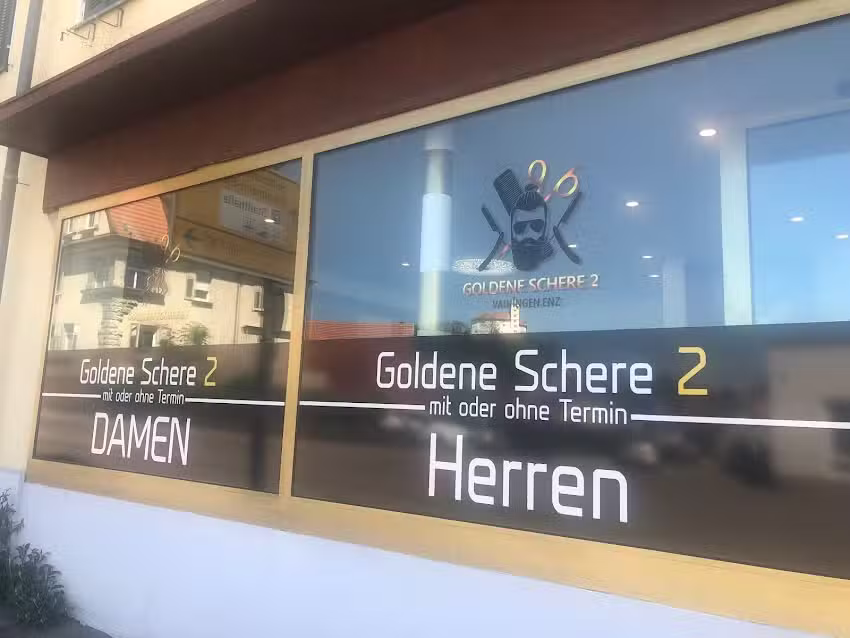 Goldene Schere 2
mit oder ohne Termin
DAMEN
GOLDENE SCHERE 2
VAIHINGEN ENZ
Goldene Schere 2
mit oder ohne Termin
Herren